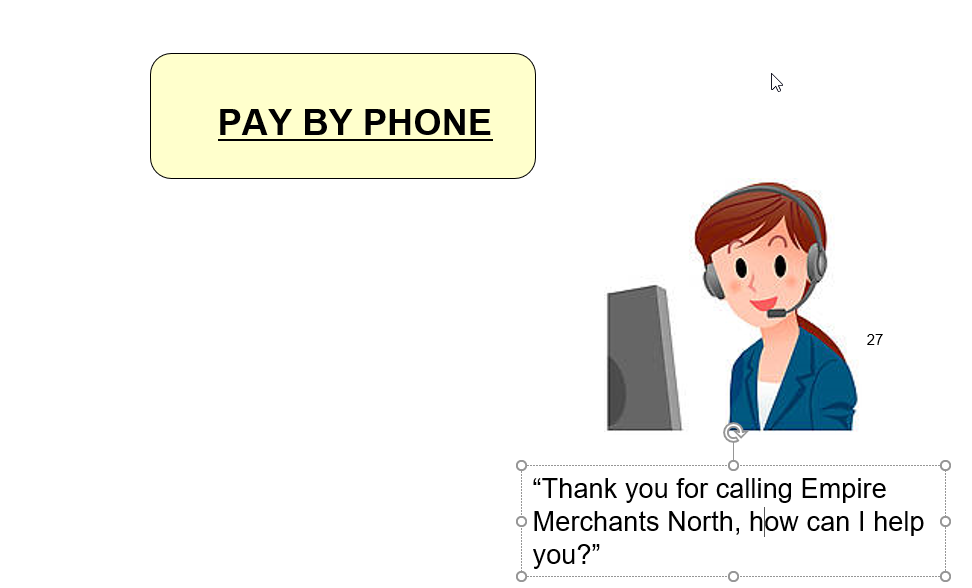 PAY BY PHONE
27
“Thank you for calling Empire
Merchants North, how can I help
you?”